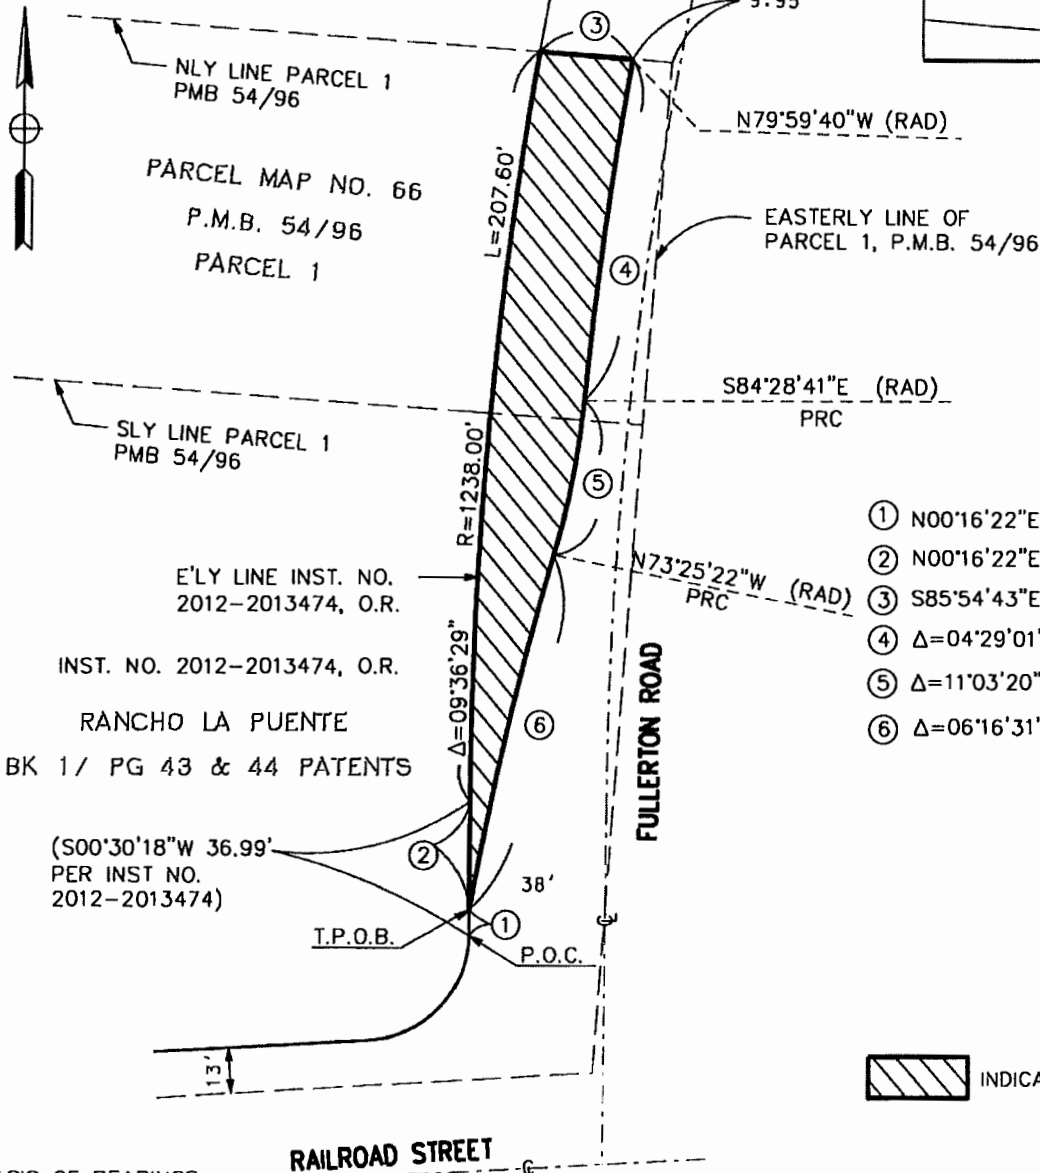 3
9.95
NLY LINE PARCEL 1
PMB 54/96
N79°59'40"W (RAD)
PARCEL MAP NO. 66
P.M.B. 54/96
PARCEL 1
L=207.60'
EASTERLY LINE OF
PARCEL 1, P.M.B. 54/96
4
S84°28'41"E (RAD)
PRC
SLY LINE PARCEL 1
PMB 54/96
R=1238.00'
5
1 N00°16'22"E
2 N00°16'22"E
3 S85°54'43"E
4 Δ=04°29'01"
5 Δ=11°03'20"
6 Δ=06°16'31"
N73°25'22"W (RAD)
PRC
E'LY LINE INST. NO.
2012-2013474, O.R.
INST. NO. 2012-2013474, O.R.
Δ=09°36'29"
RANCHO LA PUENTE
BK 1/ PG 43 & 44 PATENTS
6
FULLERTON ROAD
(S00°30'18"W 36.99'
PER INST NO.
2012-2013474)
2
38'
1
T.P.O.B.
P.O.C.
13'
INDICA
RAILROAD STREET
OF BEARINGS